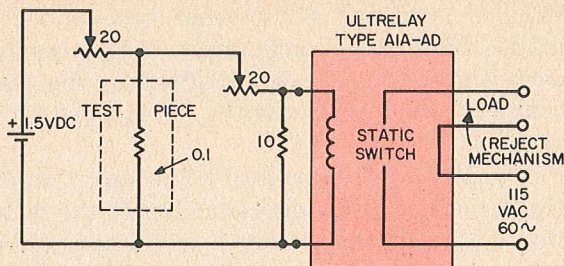 ULTRELAY
TYPE A1A-AD
20
20
+ 1.5VDC
TEST PIECE
10
0.1
STATIC
SWITCH
LOAD
(REJECT
MECHANISM
115
VAC
60~